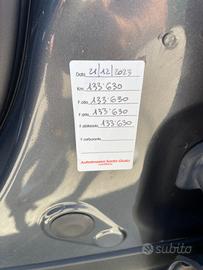 Data 21/12/2023
Km. 133'630
F. olio 133'630
F. aria 133'630
F. abitacolo 133'630
F. carburante
subito